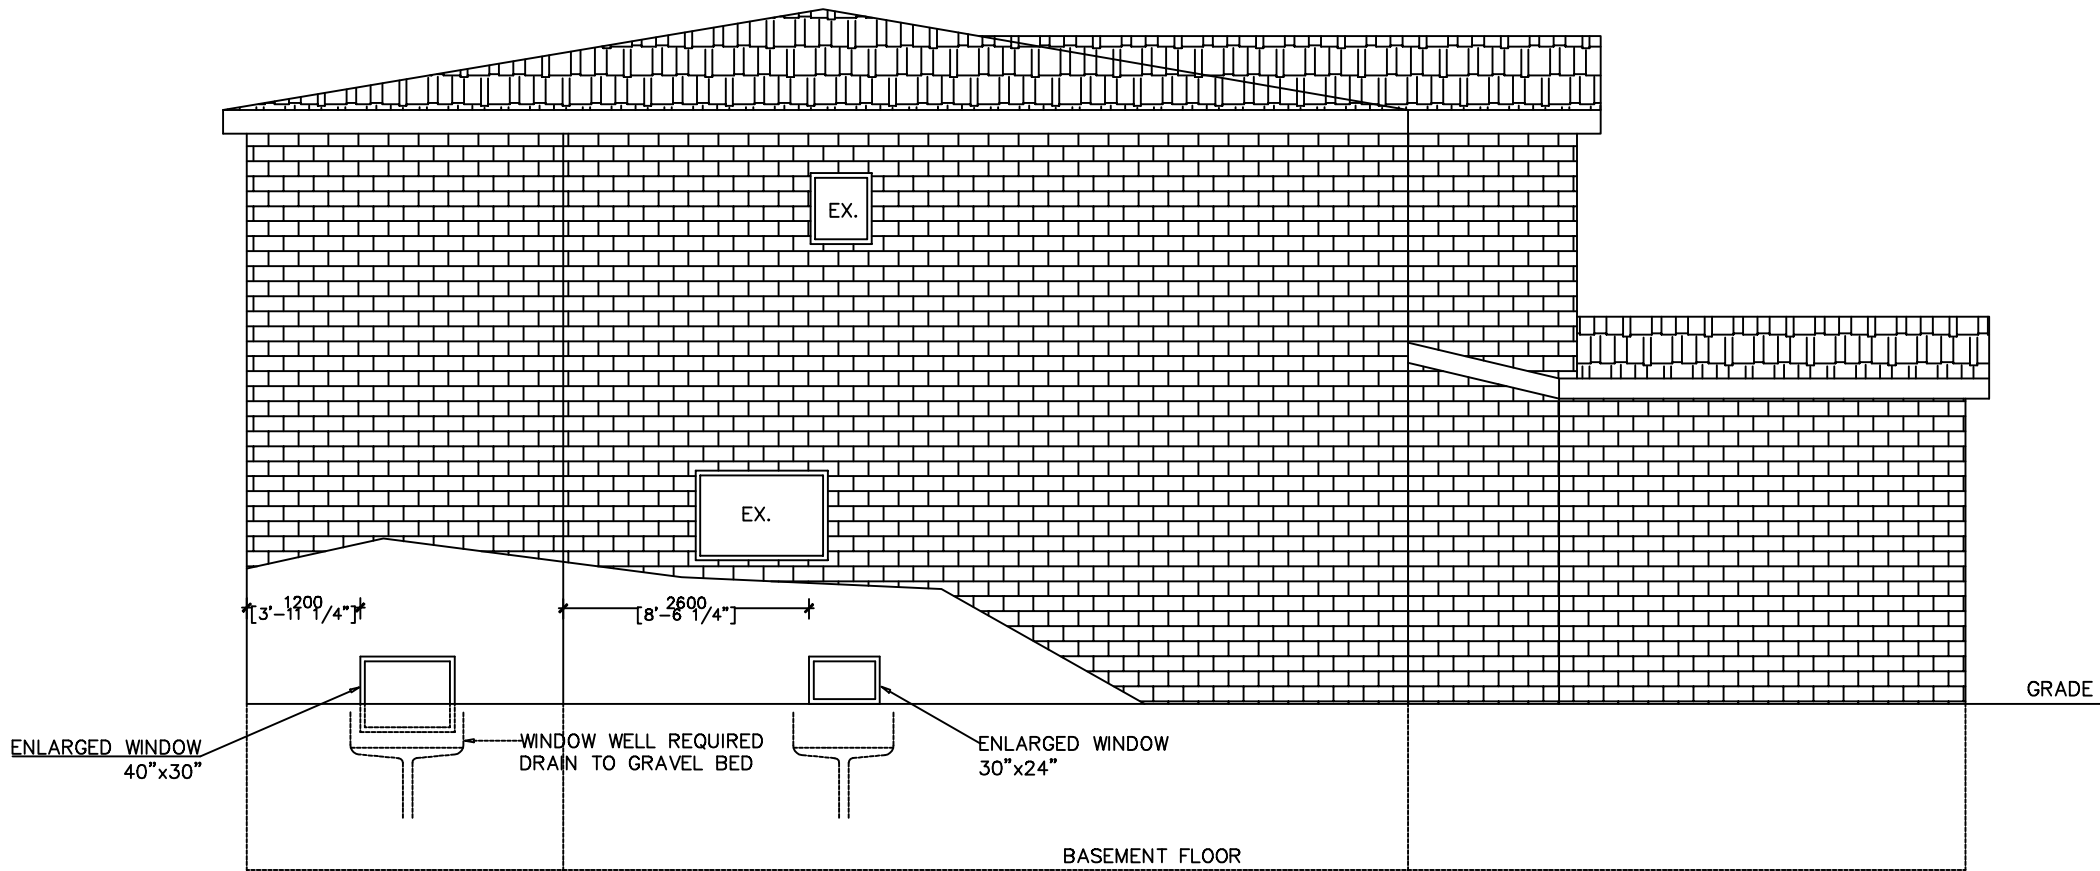 EX.
EX.
1200
[3'-11 1/4"]
2600
[8'-6 1/4"]
GRADE
ENLARGED WINDOW
40"x30"
WINDOW WELL REQUIRED
DRAIN TO GRAVEL BED
ENLARGED WINDOW
30"x24"
BASEMENT FLOOR